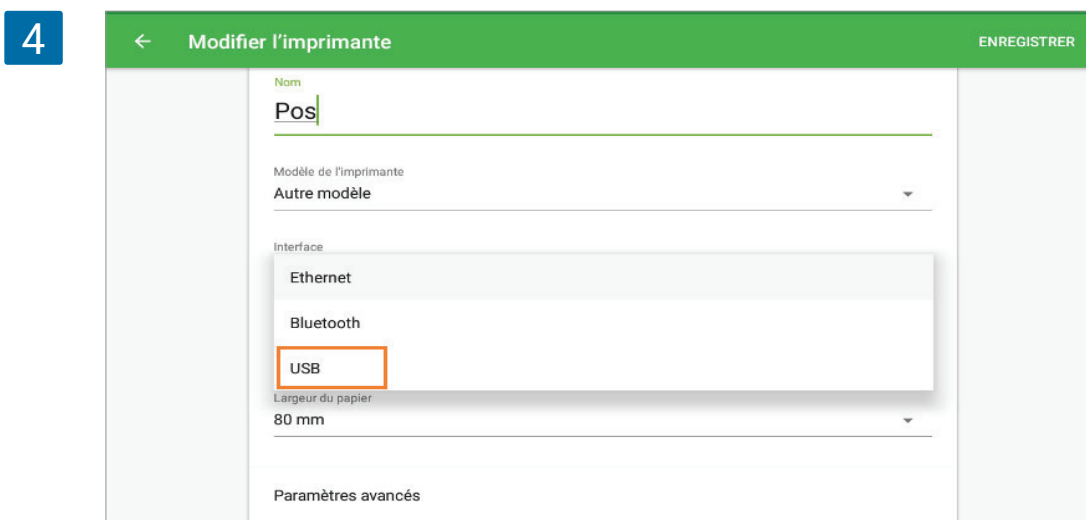 4
Modifier l’imprimante
ENREGISTRER
Nom
Pos
Modèle de l'imprimante
Autre modèle
Interface
Ethernet
Bluetooth
USB
Largeur du papier
80 mm
Paramètres avancés